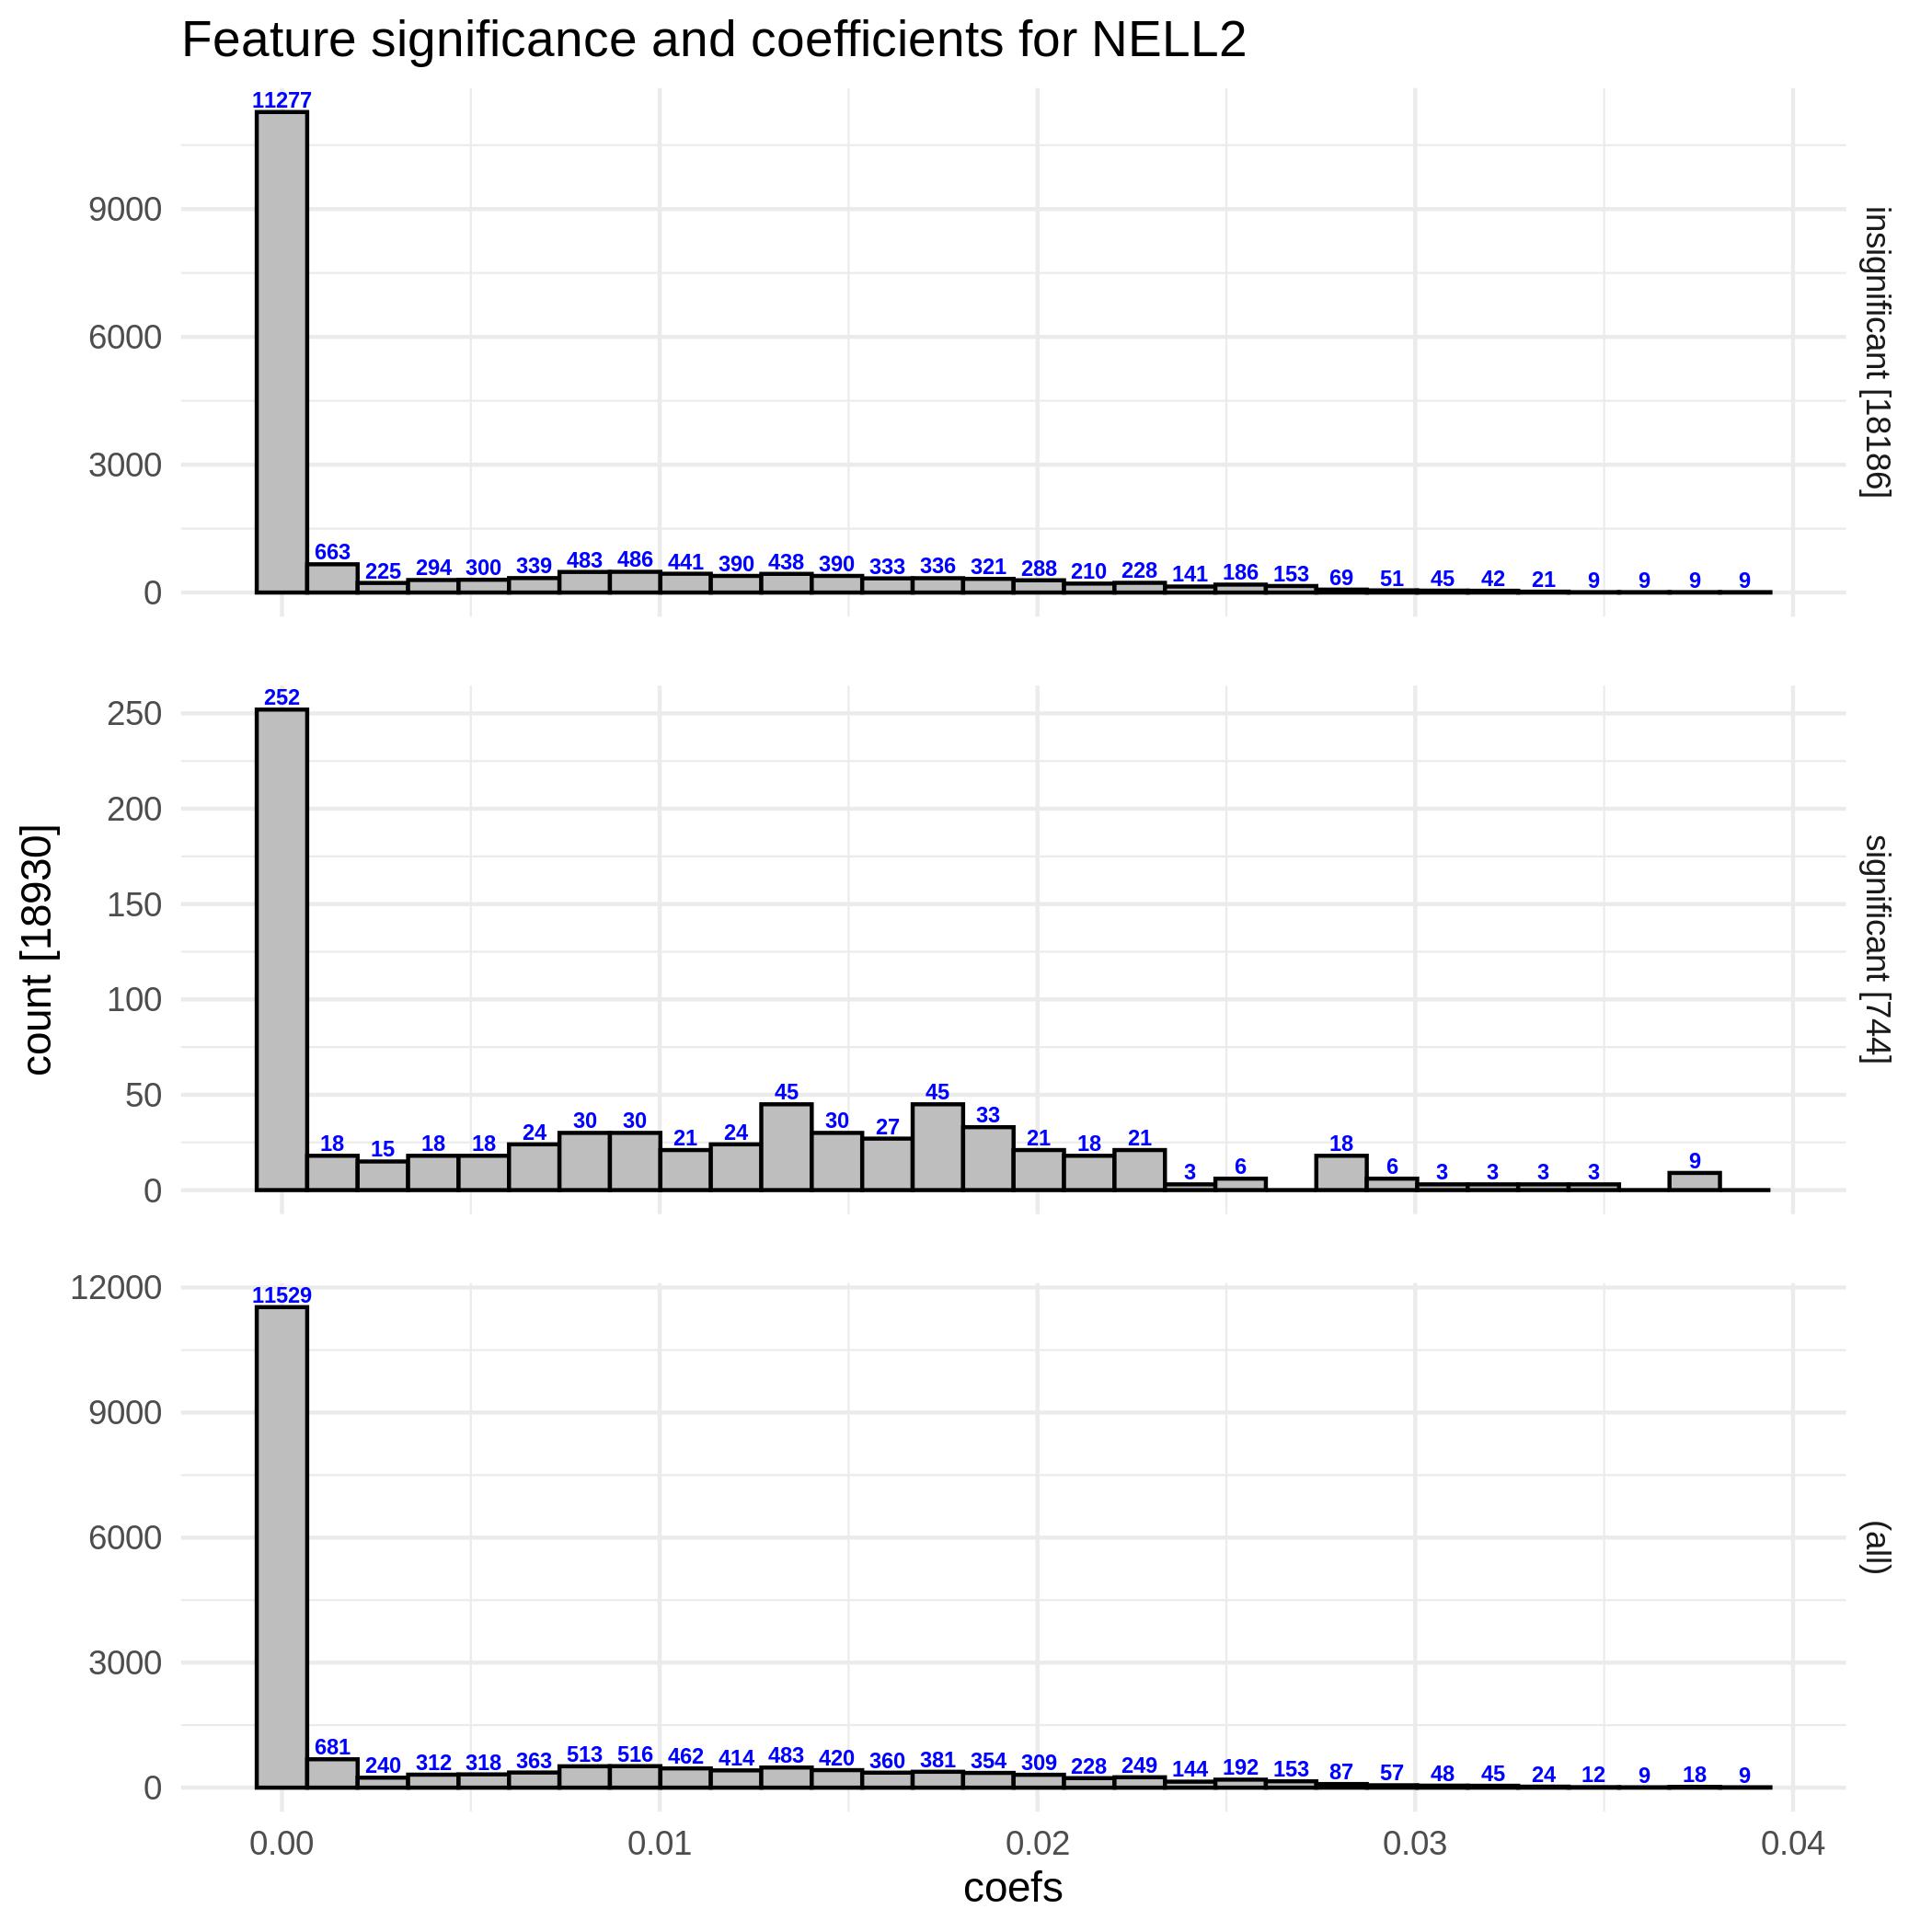 Feature significance and coefficients for NELL2
11277
663 225 294 300 339 483 486 441 390 438 390 333 336 321 288 210 228 141 186 153 69 51 45 42 21 9 9 9 9
9000
6000
3000
0
insignificant [18186]
252
18 15 18 18 24 30 30 21 24 45 30 27 45 33 21 18 21 3 6 18 6 3 3 3 3 9
250
200
150
100
50
0
significant [744]
count [18930]
11529
681 240 312 318 363 513 516 462 414 483 420 360 381 354 309 228 249 144 192 153 87 57 48 45 24 12 9 18 9
12000
9000
6000
3000
0
(all)
0.00 0.01 0.02 0.03 0.04
coefs